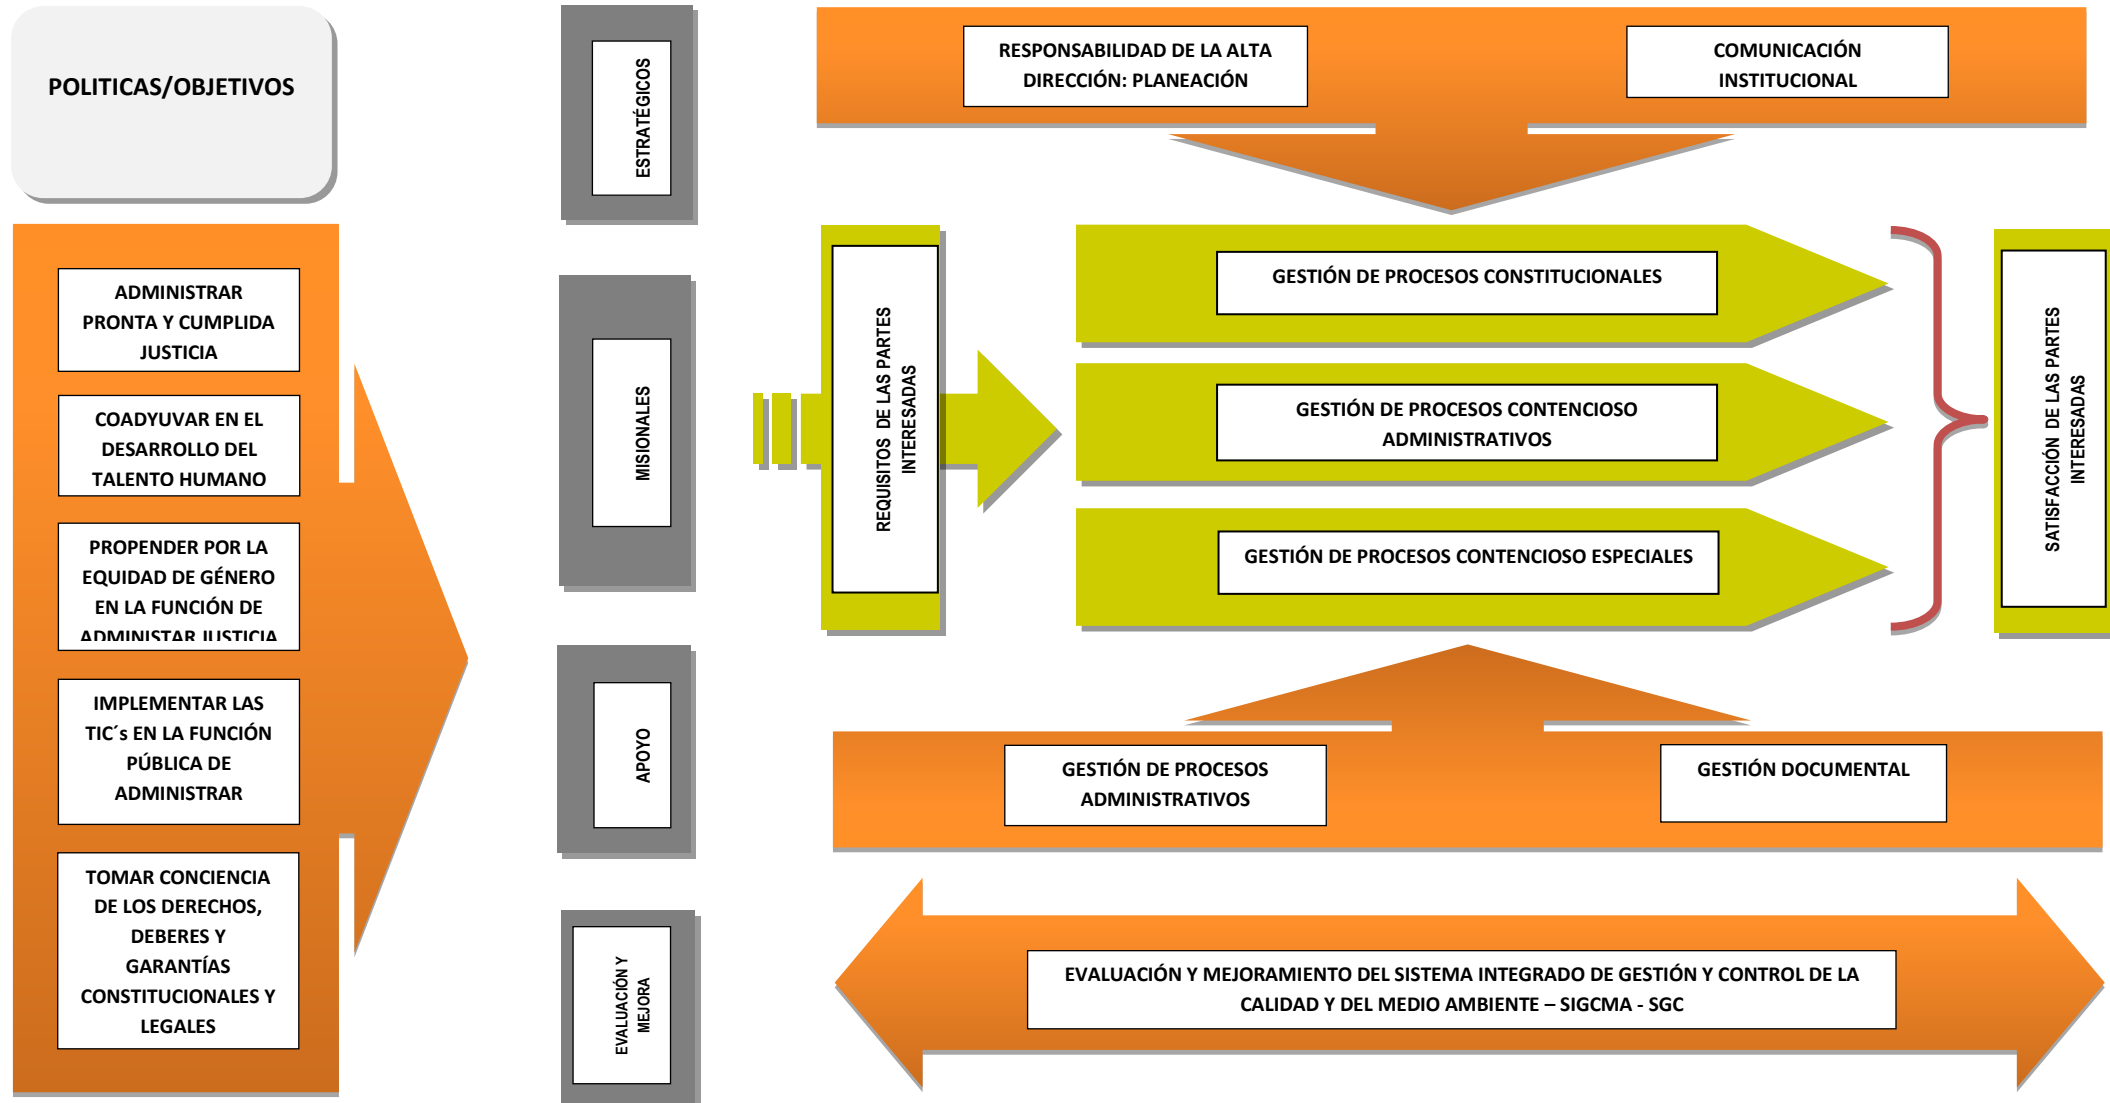 POLITICAS/OBJETIVOS
ADMINISTRAR
PRONTA Y CUMPLIDA
JUSTICIA
COADYUVAR EN EL
DESARROLLO DEL
TALENTO HUMANO
PROPENDER POR LA
EQUIDAD DE GÉNERO
EN LA FUNCIÓN DE
ADMINISTAR JUSTICIA
IMPLEMENTAR LAS
TIC´s EN LA FUNCIÓN
PÚBLICA DE
ADMINISTRAR
TOMAR CONCIENCIA
DE LOS DERECHOS,
DEBERES Y
GARANTÍAS
CONSTITUCIONALES Y
LEGALES
ESTRATÉGICOS
MISIONALES
APOYO
EVALUACIÓN Y
MEJORA
RESPONSABILIDAD DE LA ALTA
DIRECCIÓN: PLANEACIÓN
COMUNICACIÓN
INSTITUCIONAL
REQUISITOS DE LAS PARTES
INTERESADAS
GESTIÓN DE PROCESOS CONSTITUCIONALES
GESTIÓN DE PROCESOS CONTENCIOSO
ADMINISTRATIVOS
GESTIÓN DE PROCESOS CONTENCIOSO ESPECIALES
SATISFACCIÓN DE LAS PARTES
INTERESADAS
GESTIÓN DE PROCESOS
ADMINISTRATIVOS
GESTIÓN DOCUMENTAL
EVALUACIÓN Y MEJORAMIENTO DEL SISTEMA INTEGRADO DE GESTIÓN Y CONTROL DE LA
CALIDAD Y DEL MEDIO AMBIENTE – SIGCMA - SGC